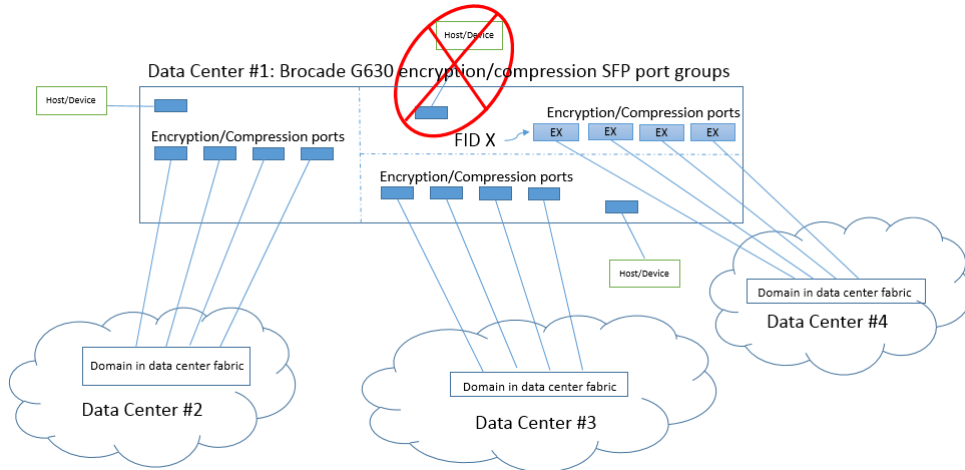 Host/Device
Data Center #1: Brocade G630 encryption/compression SFP port groups
Host/Device
Encryption/Compression ports
Encryption/Compression ports
FID X
EX
EX
EX
EX
Encryption/Compression ports
Host/Device
Domain in data center fabric
Data Center #4
Domain in data center fabric
Data Center #2
Domain in data center fabric
Data Center #3